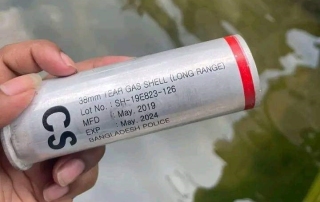 38mm TEAR GAS SHELL (LONG RANGE)
Lot No. : SH-19E823-126
MFD : May, 2019
EXP : May, 2024
BANGLADESH POLICE
CS